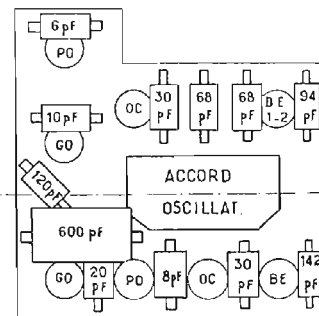 6pF
PO
10pF
GO
OC
30 pF
68 pF
68 pF
BE 1-2
94 pF
120pF
ACCORD
OSCILLAT.
600 pF
GO
20 pF
PO
8pF
OC
30 pF
BE
142 pF